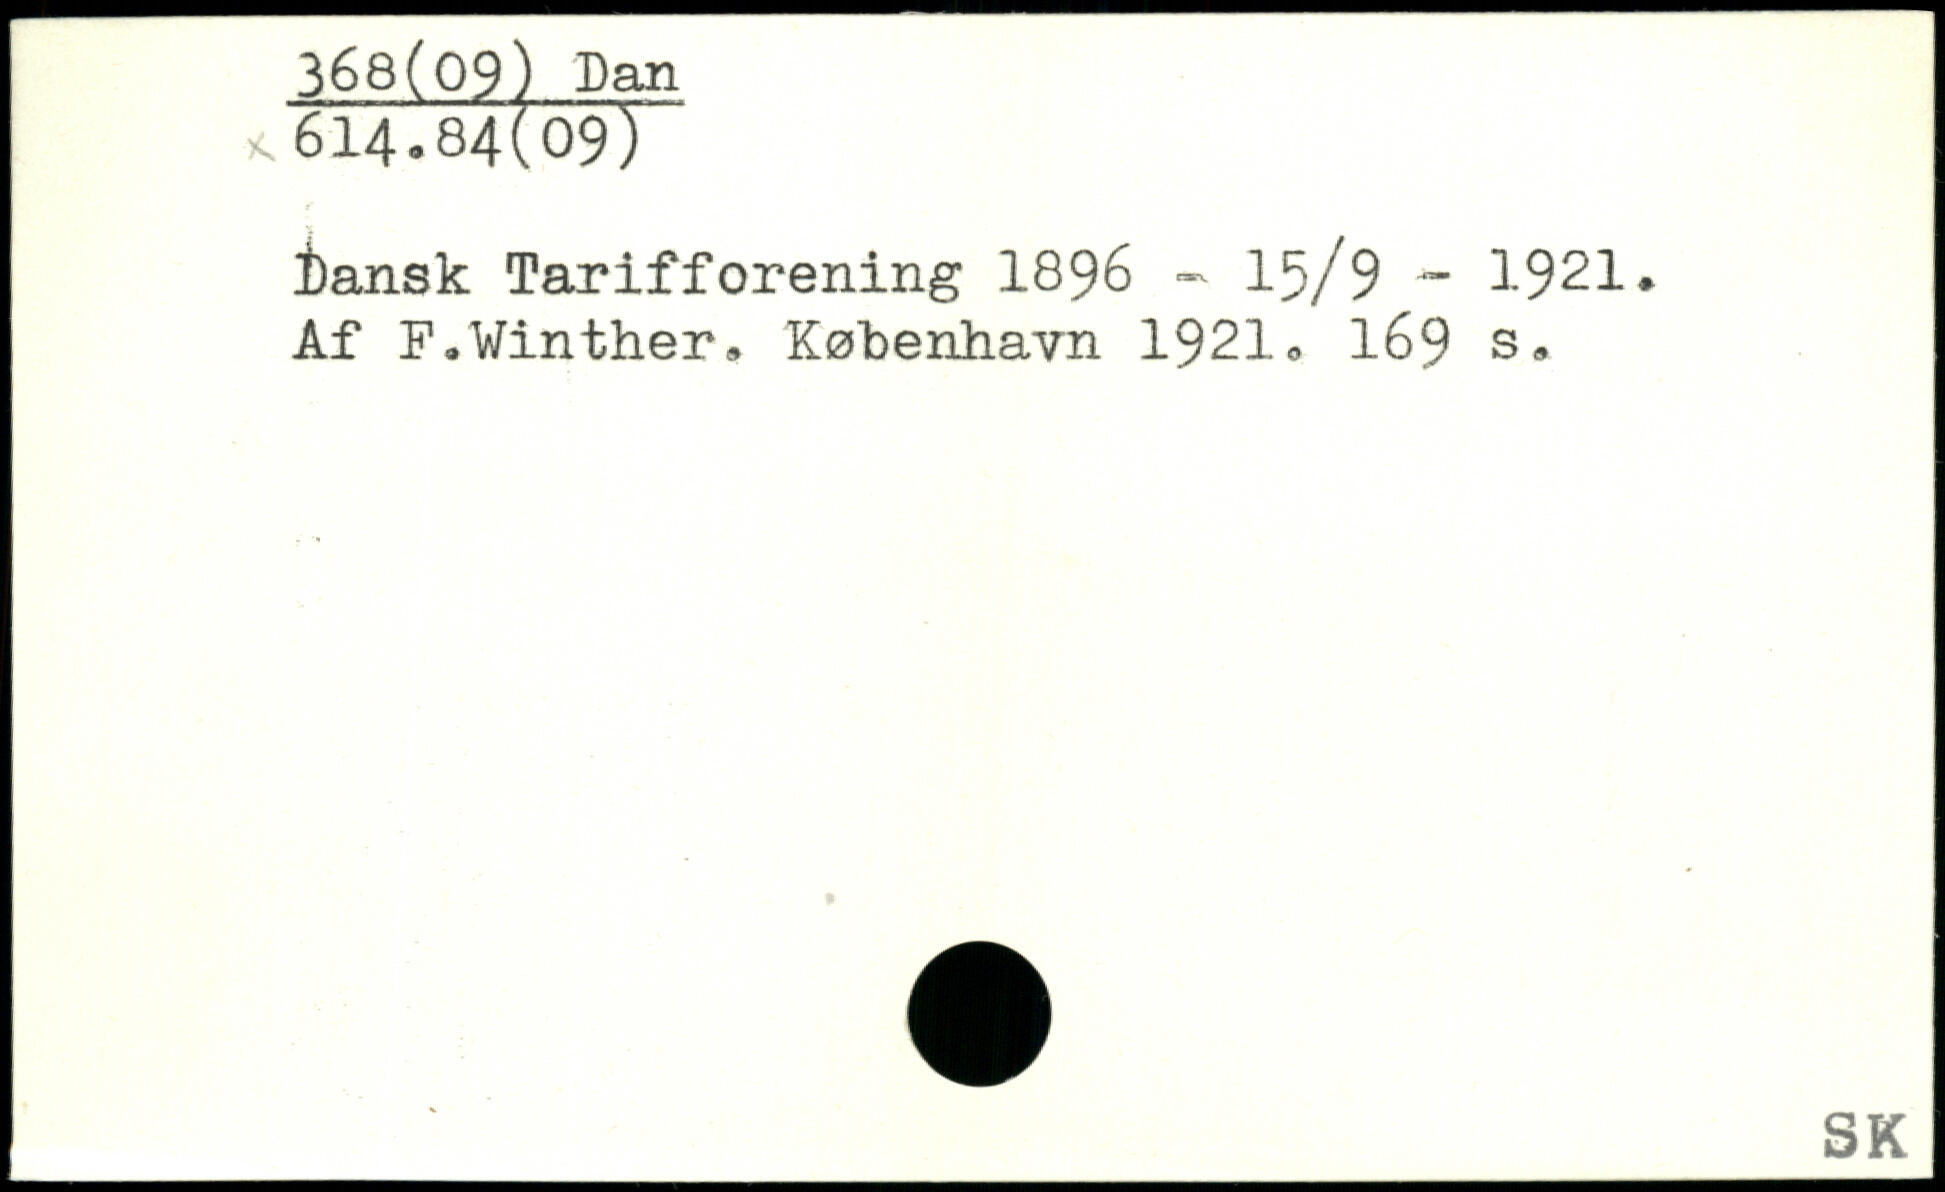 368(09) Dan
x 614.84(09)
Dansk Tarifforening 1896 - 15/9 - 1921.
Af F.Winther. København 1921. 169 s.
SK